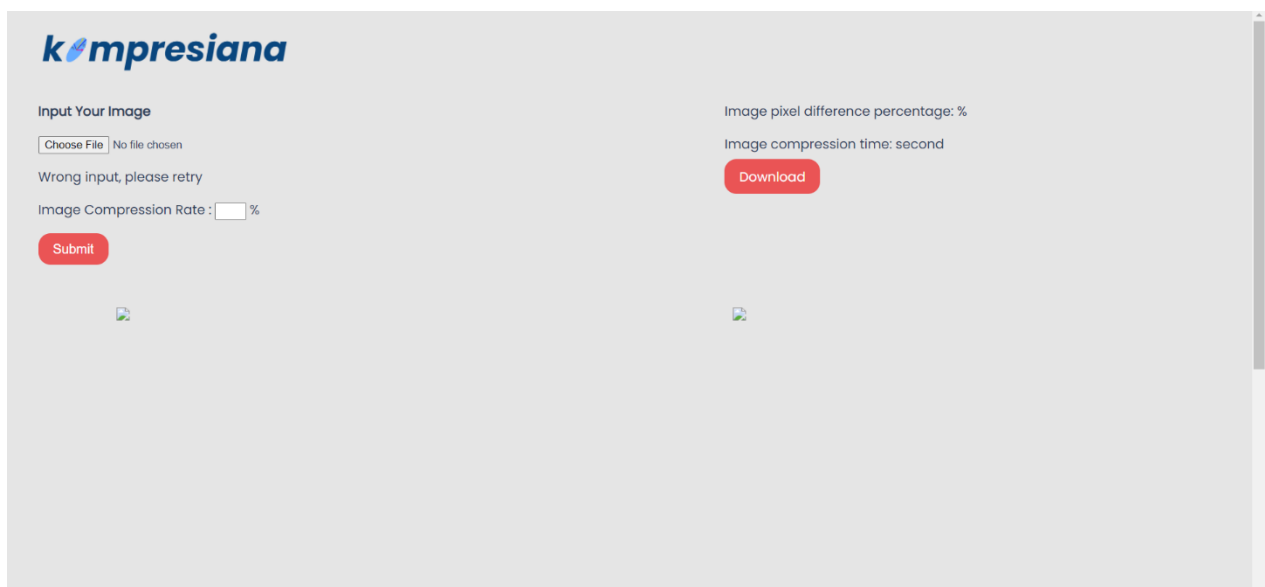 kompresiana
Input Your Image
Choose File No file chosen
Wrong input, please retry
Image Compression Rate : %
Submit
Image pixel difference percentage: %
Image compression time: second
Download